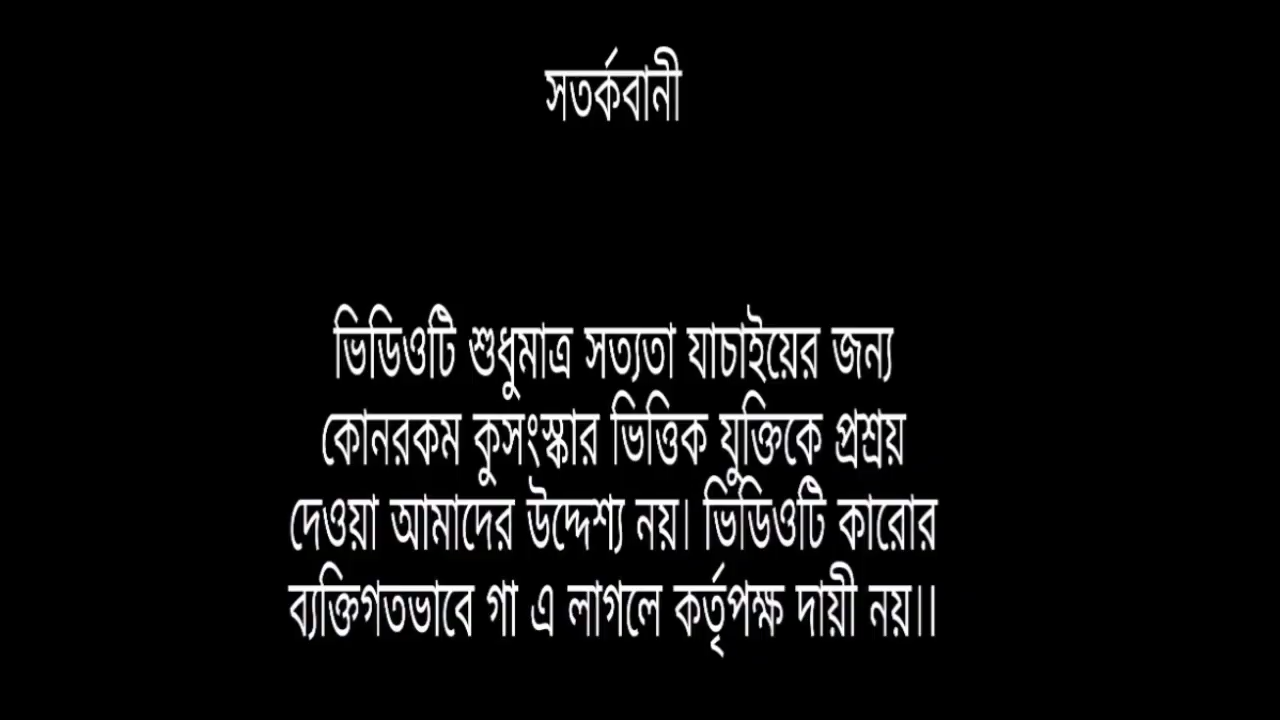 সতর্কবানী
ভিডিওটি শুধুমাত্র সত্যতা যাচাইয়ের জন্য
কোনরকম কুসংস্কার ভিত্তিক যুক্তিকে প্রশ্রয়
দেওয়া আমাদের উদ্দেশ্য নয়। ভিডিওটি কারোর
ব্যক্তিগতভাবে গা এ লাগলে কর্তৃপক্ষ দায়ী নয়।।